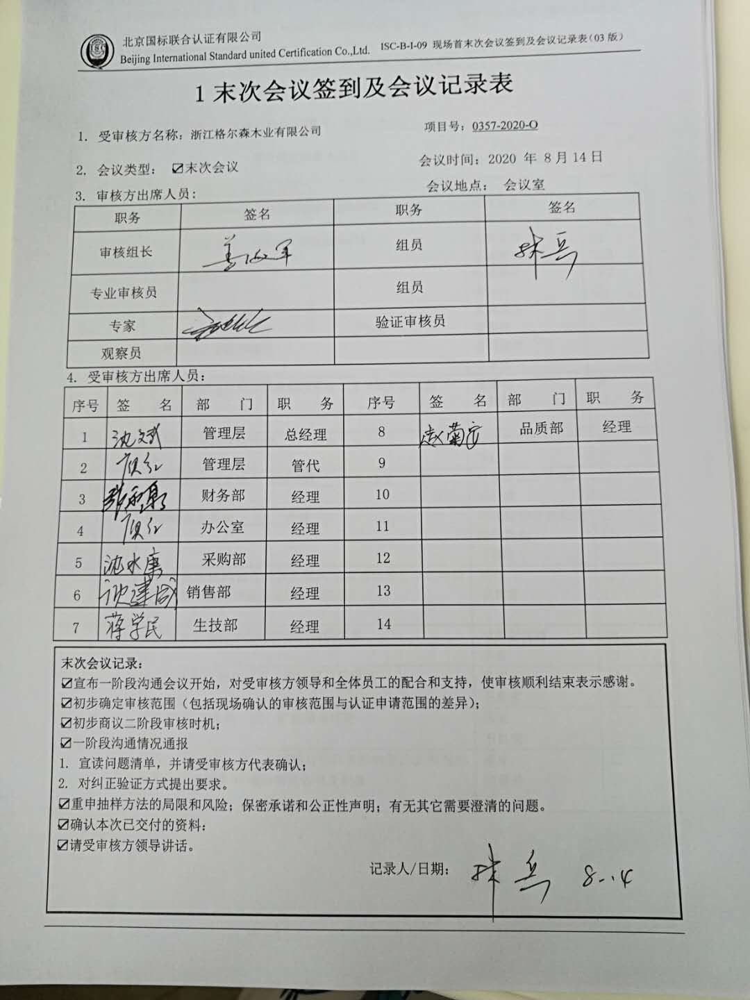 北京国标联合认证有限公司
Beijing International Standard united Certification Co.,Ltd. ISC-B-I-09 现场首末次会议签到及会议记录表(03 版)
1 末次会议签到及会议记录表
1. 受审核方名称：浙江格尔森木业有限公司 项目号：0357-2020-O
2. 会议类型： ☑末次会议 会议时间：2020 年 8 月 14 日
会议地点： 会议室
3. 审核方出席人员:
职务 签名 职务 签名
审核组长 组员 林兵
专业审核员 组员
专家 验证审核员
观察员
4. 受审核方出席人员:
序号 签 名 部 门 职 务 序号 签 名 部 门 职 务
1 沈文斌 管理层 总经理 8 赵菊安 品质部 经理
2 顾红 管理层 管代 9
3 财务部 经理 10
4 顾红 办公室 经理 11
5 沈水康 采购部 经理 12
6 沈建成 销售部 经理 13
7 蒋学民 生技部 经理 14
末次会议记录:
☑宣布一阶段沟通会议开始，对受审核方领导和全体员工的配合和支持，使审核顺利结束表示感谢。
☑初步确定审核范围（包括现场确认的审核范围与认证申请范围的差异）；
☑初步商议二阶段审核时机；
☑一阶段沟通情况通报
1. 宣读问题清单，并请受审核方代表确认；
2. 对纠正验证方式提出要求。
☑重申抽样方法的局限和风险；保密承诺和公正性声明；有无其它需要澄清的问题。
☑确认本次已交付的资料:
☑请受审核方领导讲话。
记录人/日期: 林兵